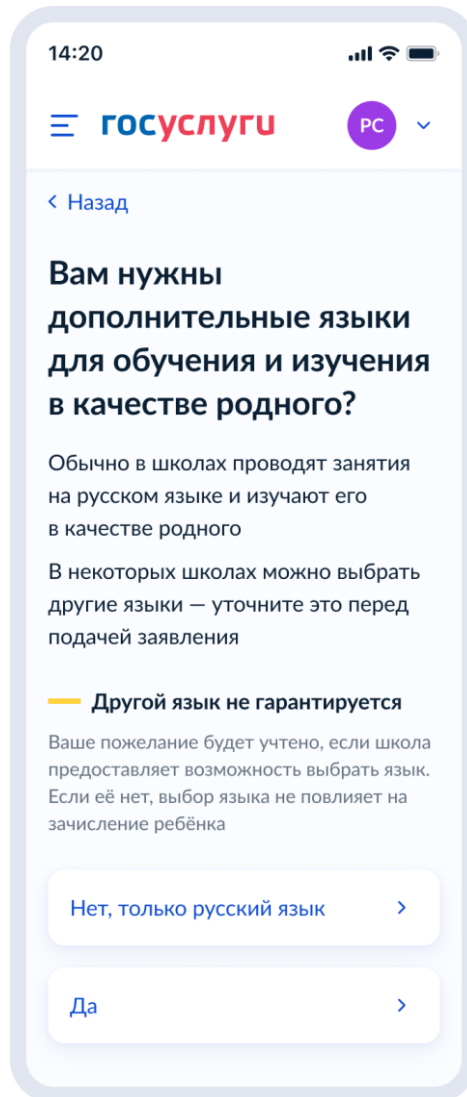 14:20
госуслуги
РС
Назад
Вам нужны
дополнительные языки
для обучения и изучения
в качестве родного?
Обычно в школах проводят занятия
на русском языке и изучают его
в качестве родного
В некоторых школах можно выбрать
другие языки — уточните это перед
подачей заявления
Другой язык не гарантируется
Ваше пожелание будет учтено, если школа
предоставляет возможность выбрать язык.
Если её нет, выбор языка не повлияет на
зачисление ребёнка
Нет, только русский язык
Да